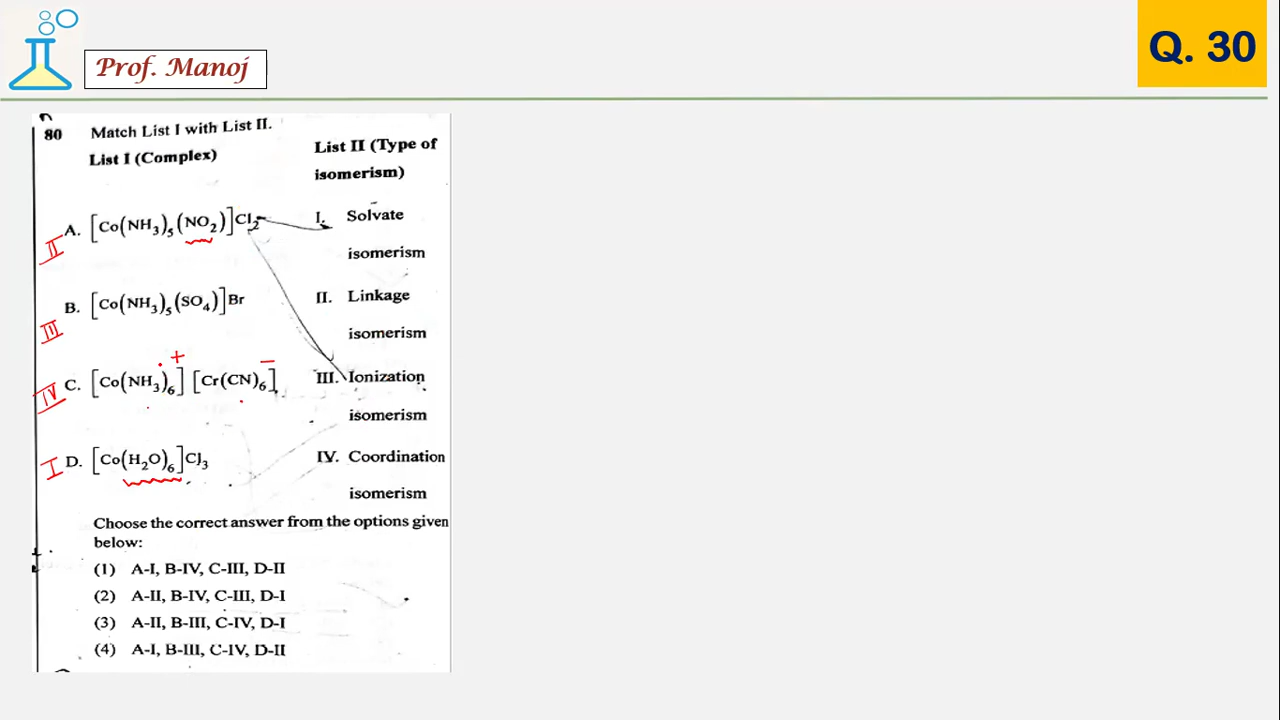 Prof. Manoj
Q. 30
80 Match List I with List II.
List I (Complex) List II (Type of isomerism)
II A. [Co(NH₃)₅(NO₂)]Cl₂ I. Solvate isomerism
III B. [Co(NH₃)₅(SO₄)]Br II. Linkage isomerism
IV C. [Co(NH₃)₆]⁺ [Cr(CN)₆]⁻ III. Ionization isomerism
I D. [Co(H₂O)₆]Cl₃ IV. Coordination isomerism
Choose the correct answer from the options given
below:
(1) A-I, B-IV, C-III, D-II
(2) A-II, B-IV, C-III, D-I
(3) A-II, B-III, C-IV, D-I
(4) A-I, B-III, C-IV, D-II